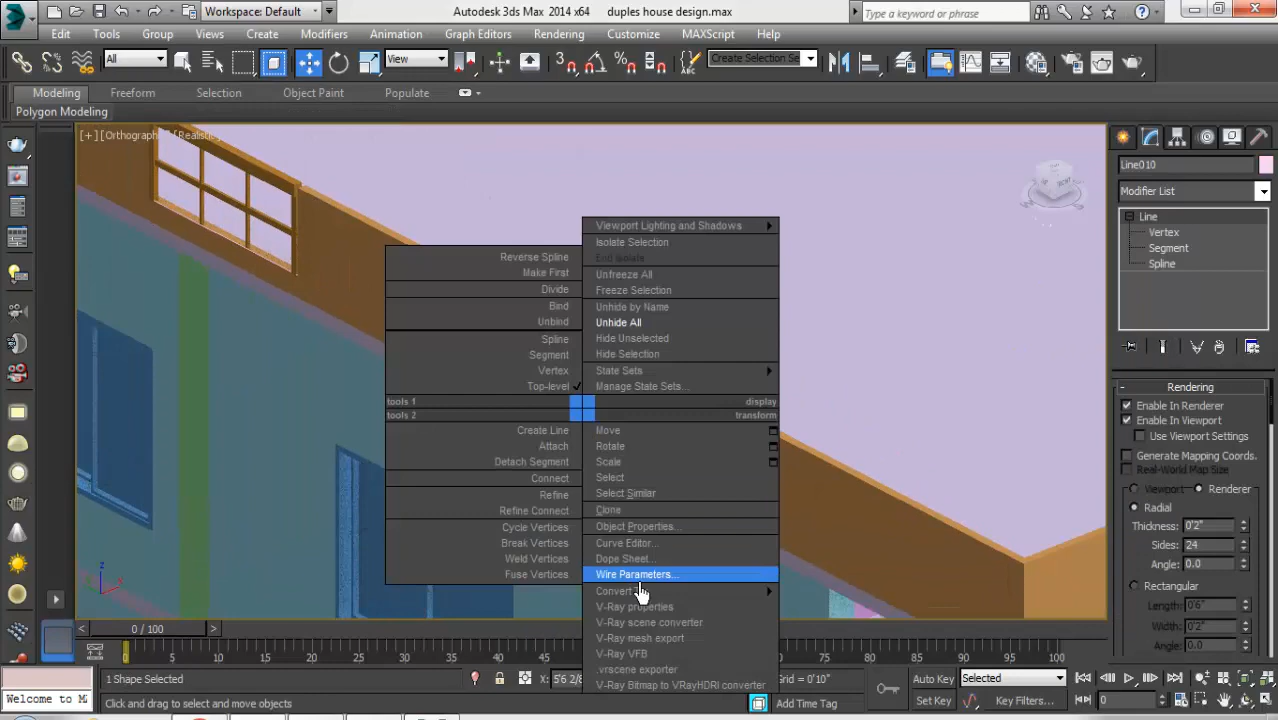 Workspace: Default
Autodesk 3ds Max 2014 x64 duples house design.max
Type a keyword or phrase
Edit Tools Group Views Create Modifiers Animation Graph Editors Rendering Customize MAXScript Help
All
View
Create Selection Se
Modeling Freeform Selection Object Paint Populate
Polygon Modeling
[+] [Orthograph
[Realisti
Line010
Modifier List
Line
Vertex
Segment
Spline
Viewport Lighting and Shadows
Isolate Selection
End Isolate
Unfreeze All
Freeze Selection
Unhide by Name
Unhide All
Hide Unselected
Hide Selection
State Sets
Manage State Sets...
Reverse Spline
Make First
Divide
Bind
Unbind
Spline
Segment
Vertex
Top-level
tools 1
display
tools 2
transform
Create Line
Attach
Detach Segment
Connect
Refine
Refine Connect
Cycle Vertices
Break Vertices
Weld Vertices
Fuse Vertices
Move
Rotate
Scale
Select
Select Similar
Clone
Object Properties...
Curve Editor...
Dope Sheet...
Wire Parameters...
Convert
V-Ray properties
V-Ray scene converter
V-Ray mesh export
V-Ray VFB
.vrscene exporter
V-Ray Bitmap to VRayHDRI converter
Rendering
Enable In Renderer
Enable In Viewport
Use Viewport Settings
Generate Mapping Coords.
Real-World Map Size
Viewport Renderer
Radial
Thickness: 0'2"
Sides: 24
Angle: 0.0
Rectangular
Length: 0'6"
Width: 0'2"
Angle: 0.0
0 / 100
0 5 10 15 20 25 30 35 40 45 50 65 70 75 80 85 90 95 100
1 Shape Selected
X: 5'6 2/8
Grid = 0'10"
Selected
Welcome to M
Click and drag to select and move objects
Add Time Tag
Set Key
Key Filters...
0